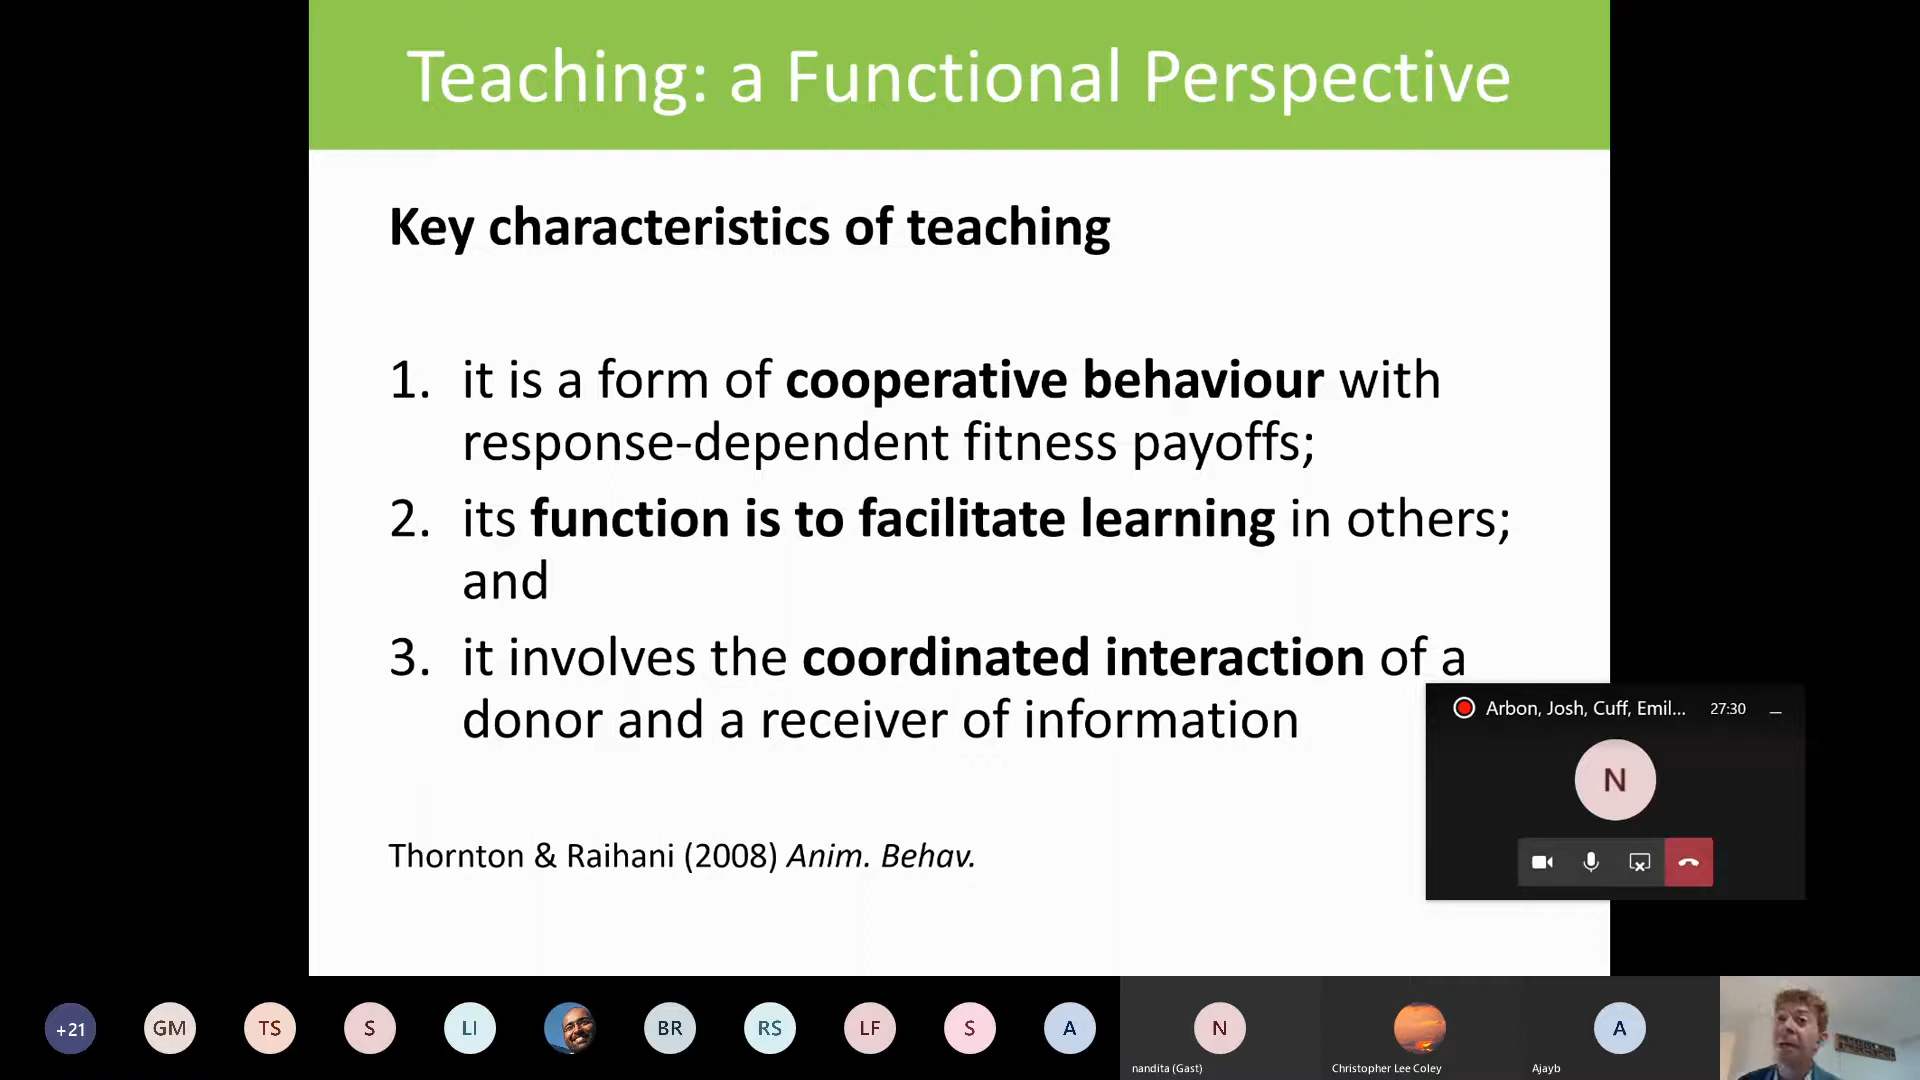 Teaching: a Functional Perspective
Key characteristics of teaching
1. it is a form of cooperative behaviour with
response-dependent fitness payoffs;
2. its function is to facilitate learning in others;
and
3. it involves the coordinated interaction of a
donor and a receiver of information
Thornton & Raihani (2008) Anim. Behav.
Arbon, Josh, Cuff, Emil... 27:30
N
+21 GM TS S LI BR RS LF S A N A
nandita (Gast) Christopher Lee Coley Ajayb